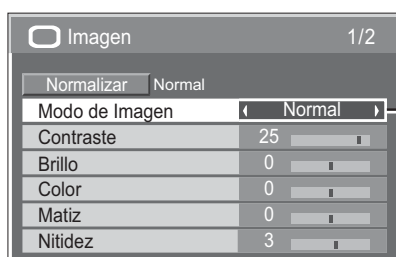 Imagen 1/2
Normalizar Normal
Modo de Imagen Normal
Contraste 25
Brillo 0
Color 0
Matiz 0
Nitidez 3